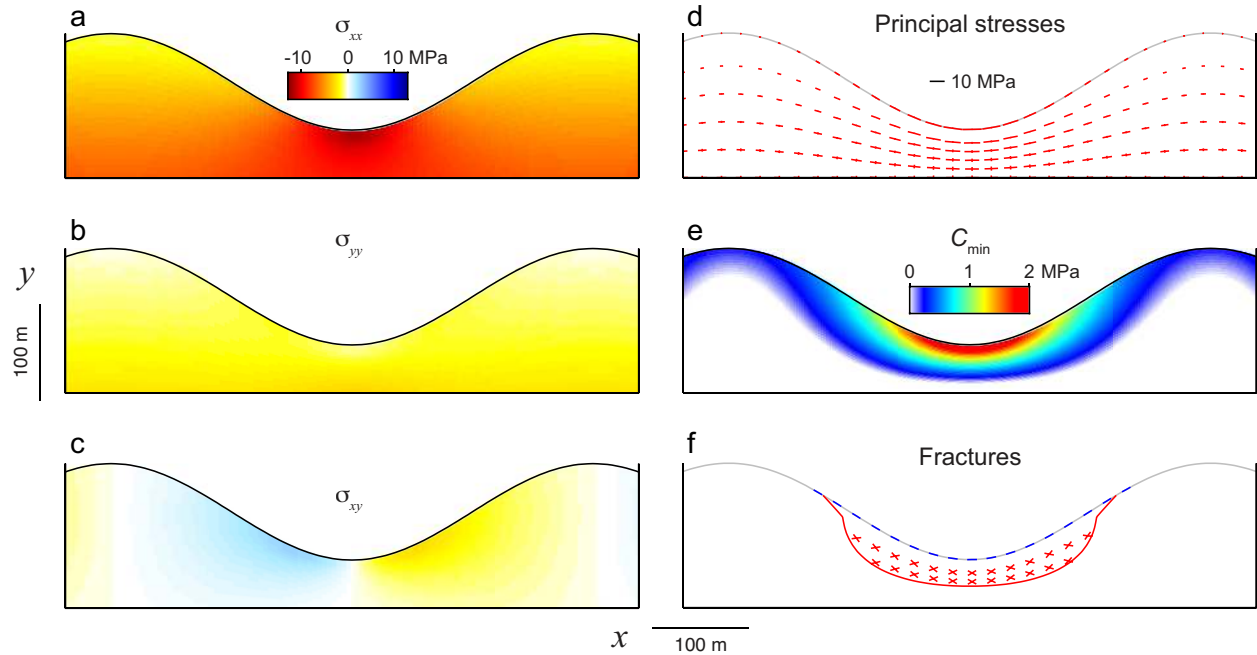 a
σxx
-10 0 10 MPa
b
σyy
y
100 m
c
σxy
x
100 m
d
Principal stresses
10 MPa
e
Cmin
0 1 2 MPa
f
Fractures